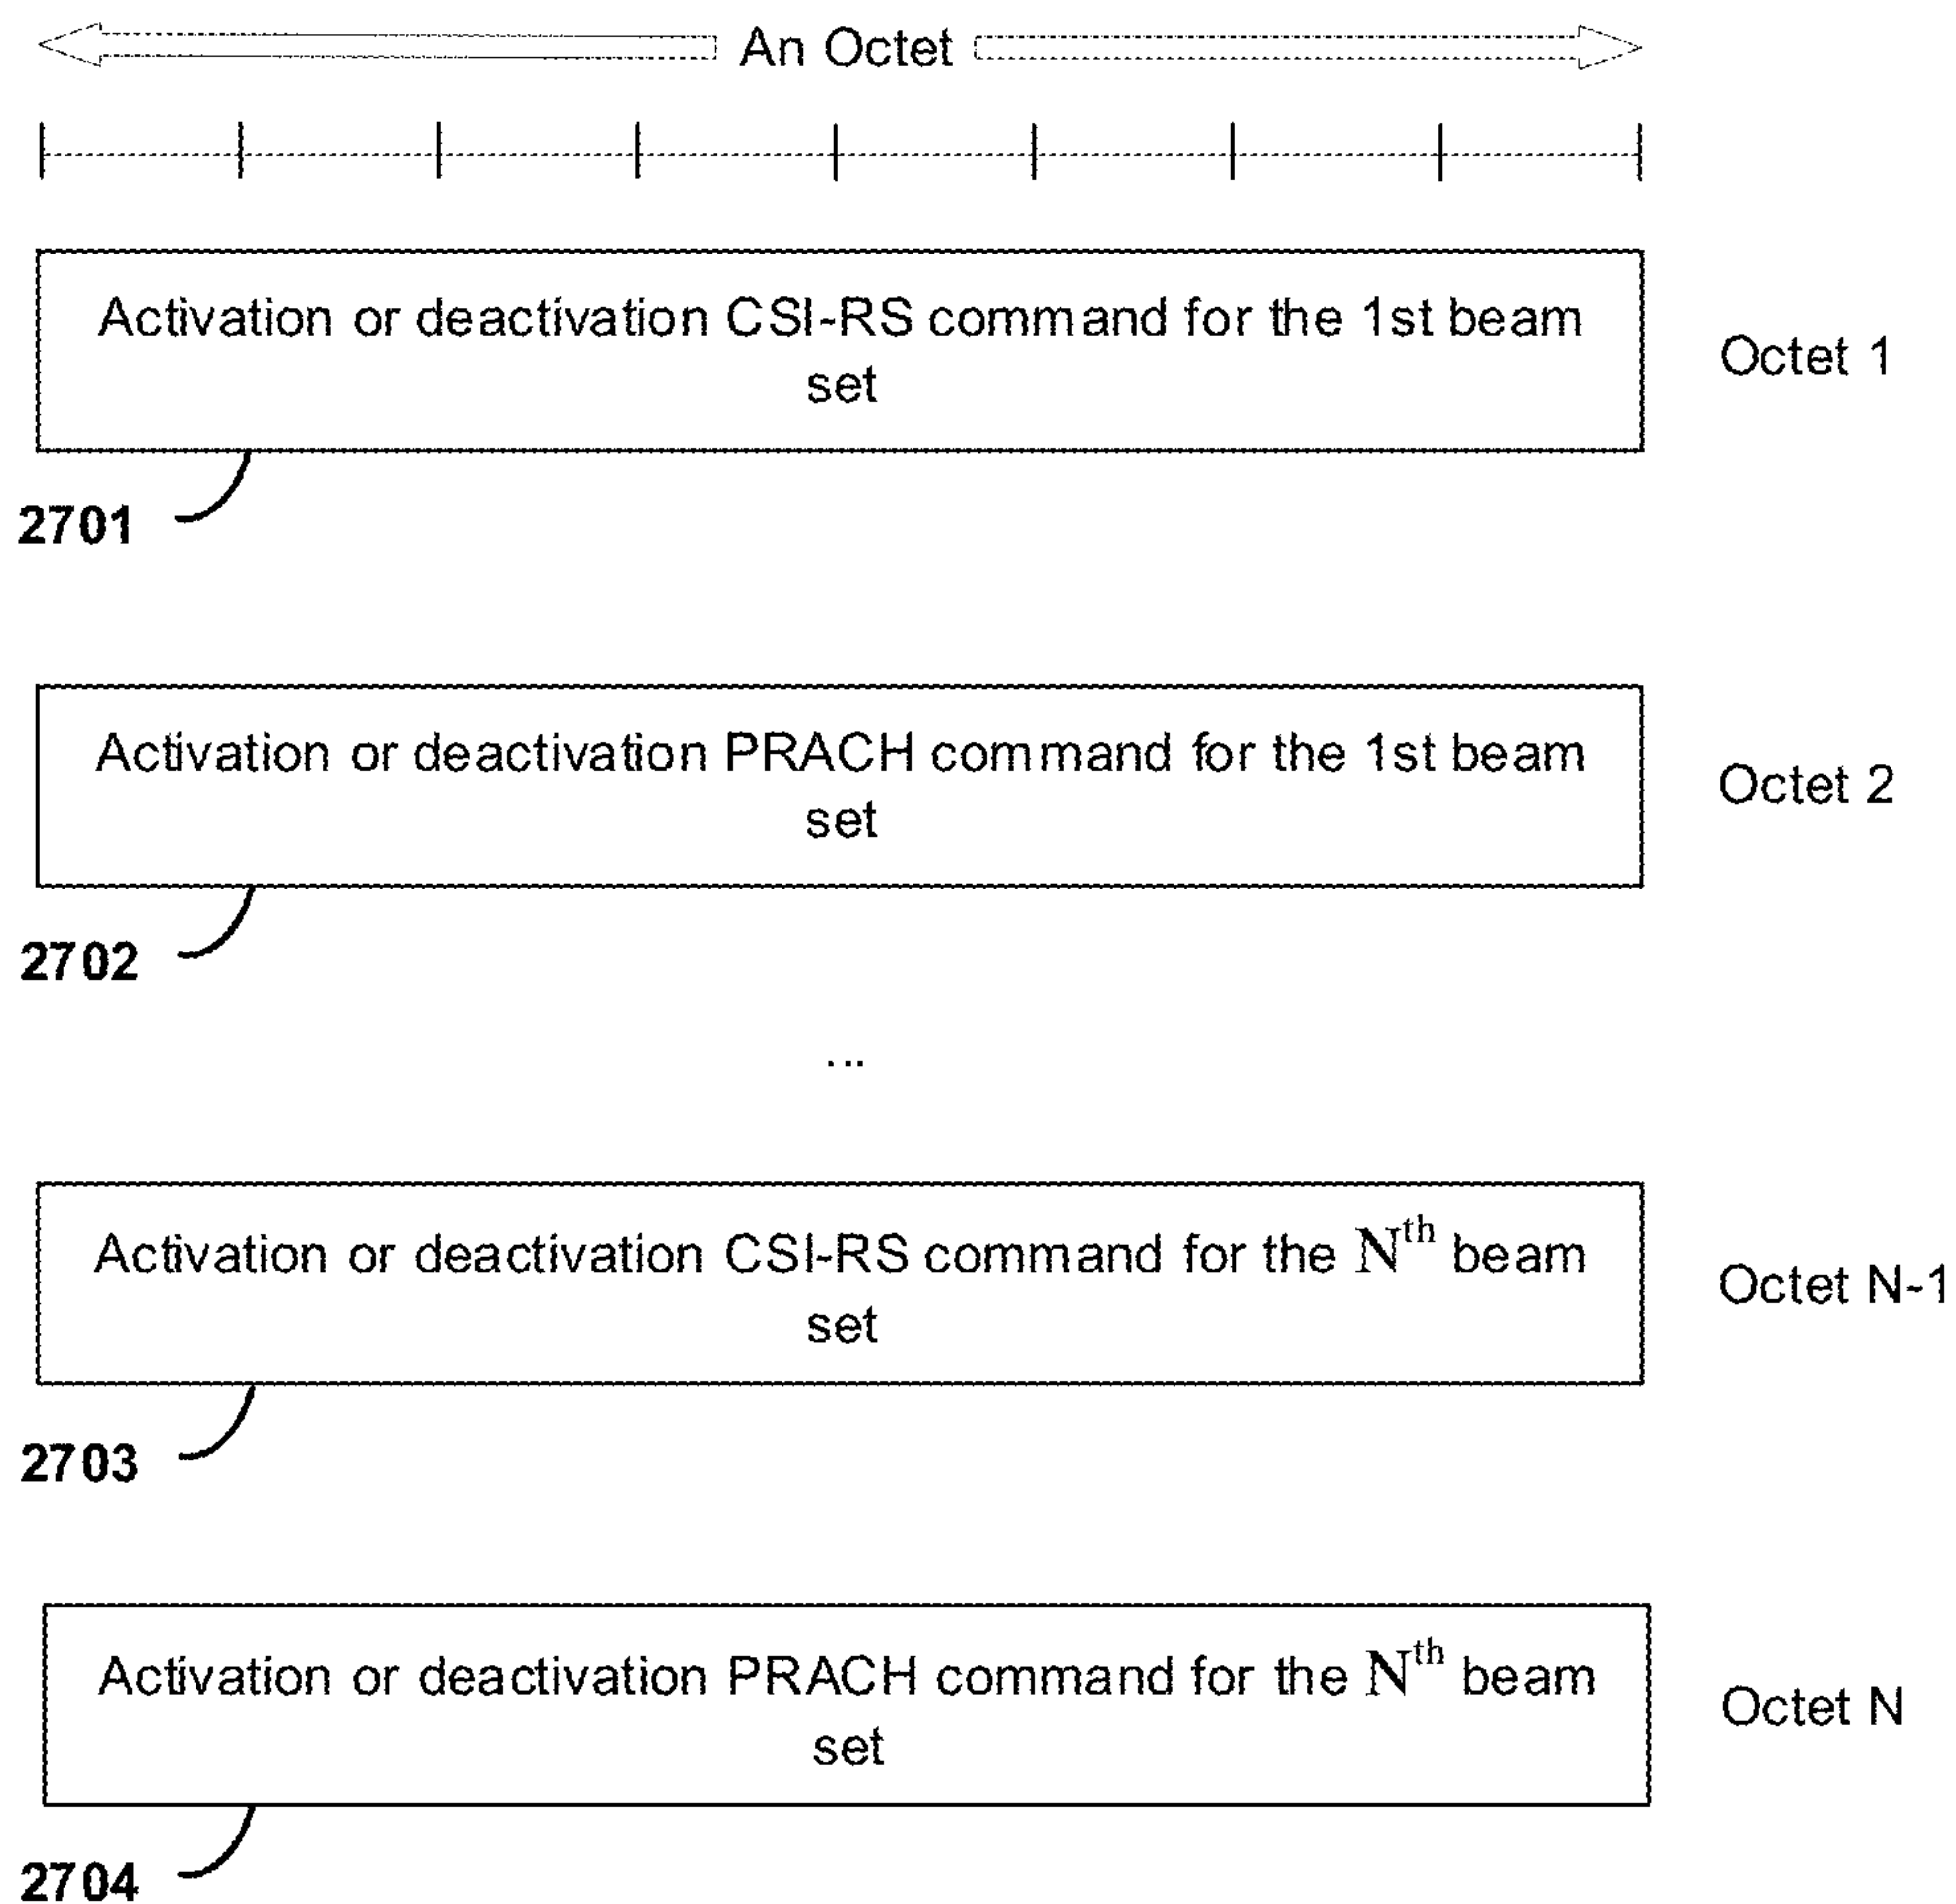 An Octet
Activation or deactivation CSI-RS command for the 1st beam
set
Octet 1
2701
Activation or deactivation PRACH command for the 1st beam
set
Octet 2
2702
...
Activation or deactivation CSI-RS command for the Nth beam
set
Octet N-1
2703
Activation or deactivation PRACH command for the Nth beam
set
Octet N
2704